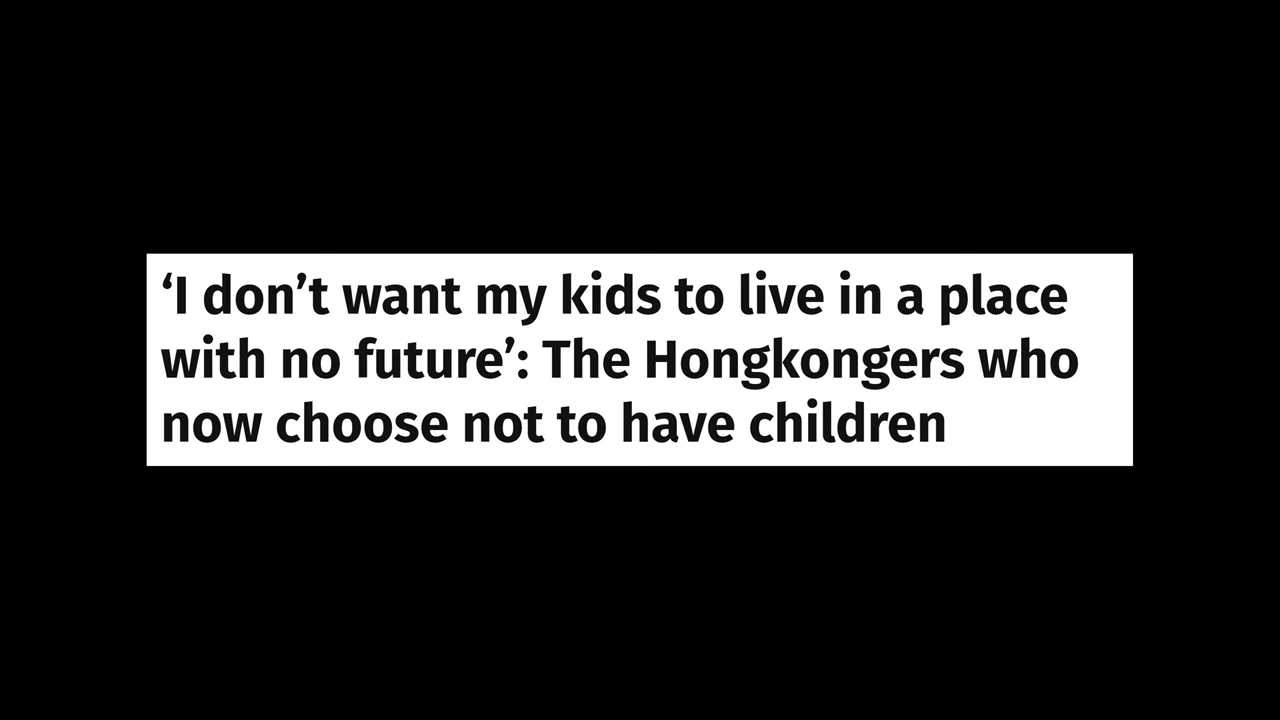 ‘I don’t want my kids to live in a place
with no future’: The Hongkongers who
now choose not to have children